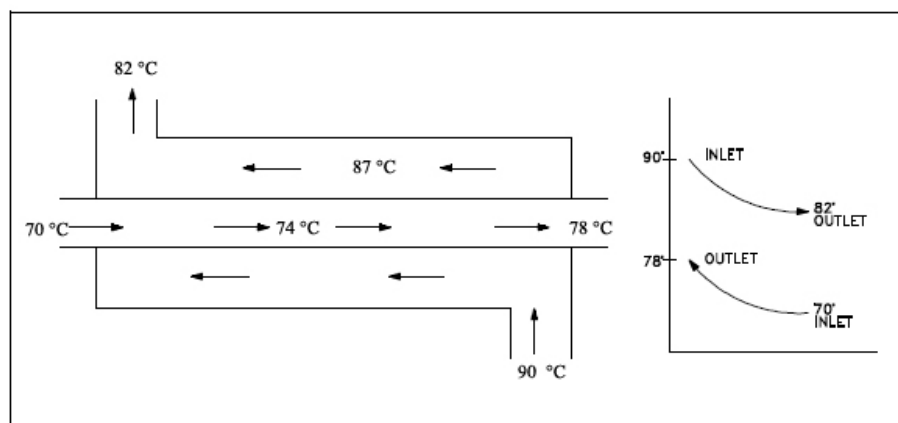 82 °C
87 °C
70 °C
74 °C
78 °C
90 °C
90°
INLET
82°
OUTLET
78°
OUTLET
70°
INLET